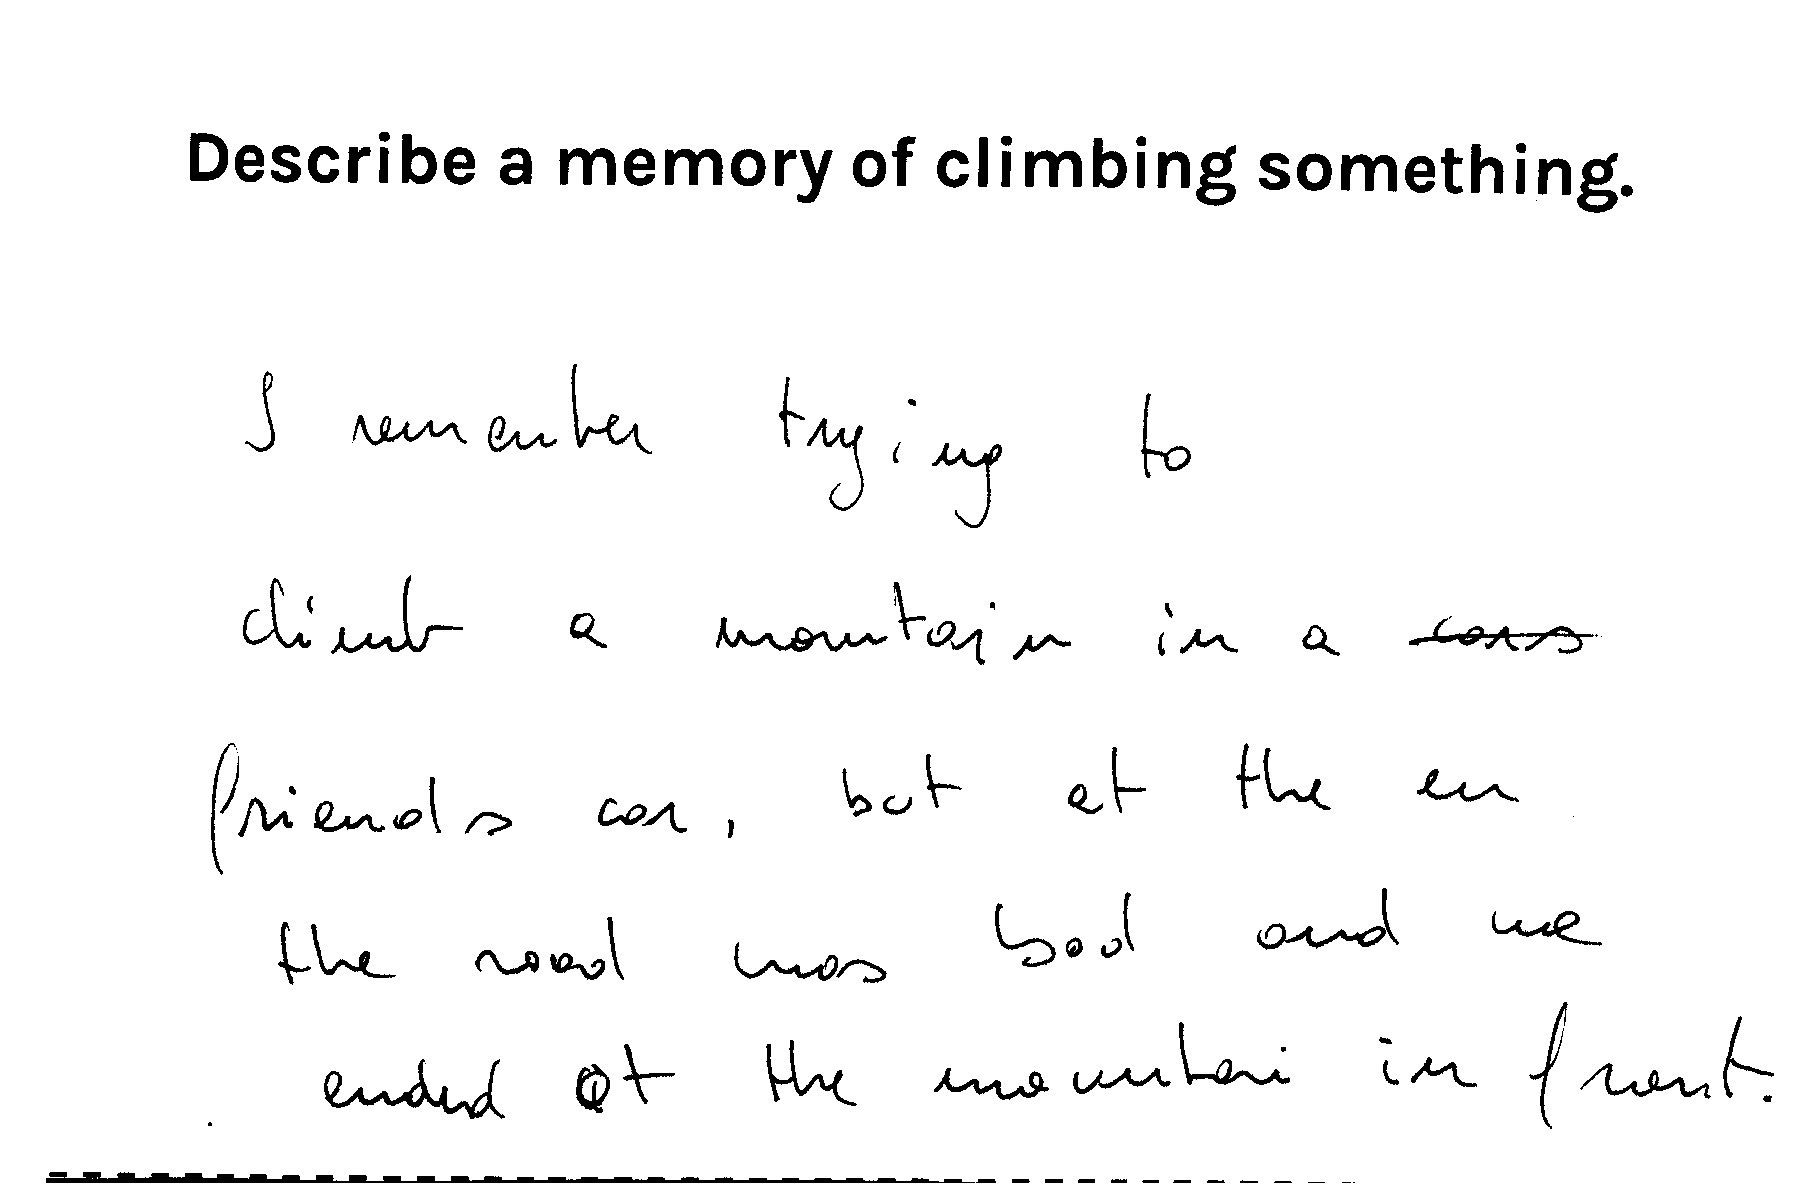 Describe a memory of climbing something.
I remember trying to
climb a mountain in a cars
friends car, but at the en
the road was bad and we
ended at the mountai in front.